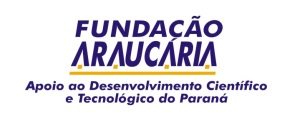 FUNDAÇÃO
ARAUCÁRIA
Apoio ao Desenvolvimento Científico
e Tecnológico do Paraná